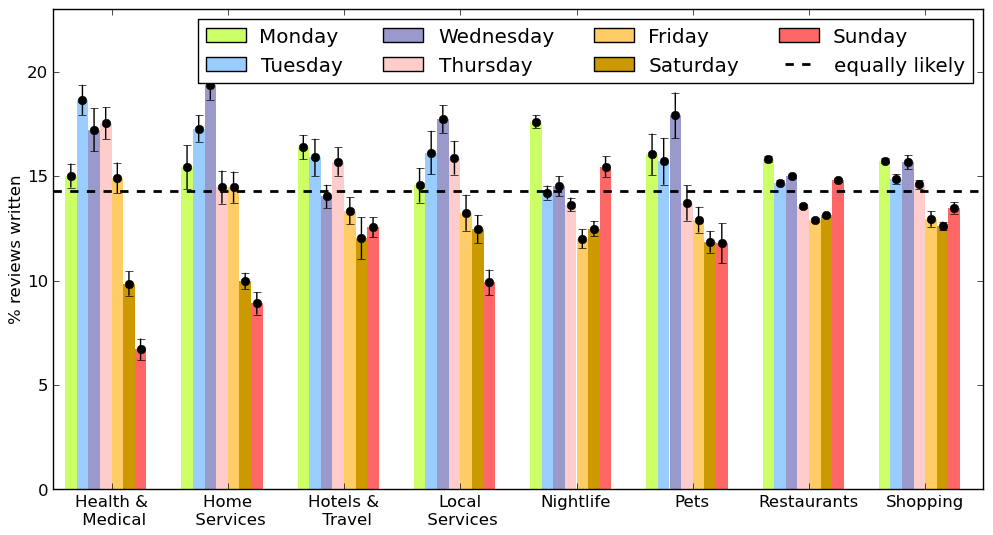 Monday
Tuesday
Wednesday
Thursday
Friday
Saturday
Sunday
equally likely
% reviews written
20
15
10
5
0
Health &
Medical
Home
Services
Hotels &
Travel
Local
Services
Nightlife
Pets
Restaurants
Shopping